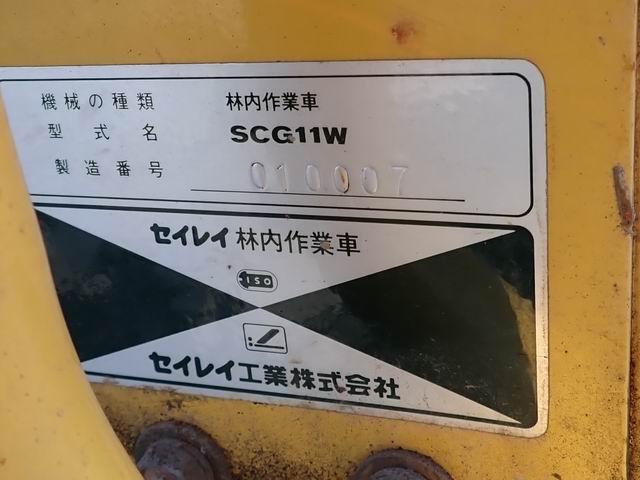 機械の種類 林内作業車
型式名 SCG11W
製造番号 010007
セイレイ林内作業車
ISO
セイレイ工業株式会社